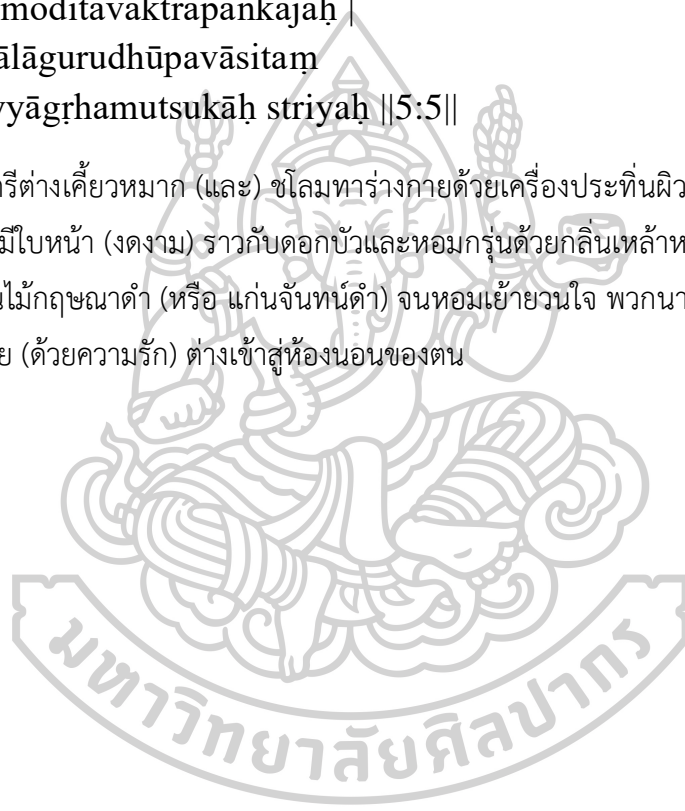 moditavaktrapaṅkajāḥ |
ālāgurudhūpavāsitaṃ
yyāgṛhamutsukāḥ striyaḥ ||5:5||
ารีต่างเคี้ยวหมาก (และ) ชโลมทาร่างกายด้วยเครื่องประทิ่นผิว
มีใบหน้า (งดงาม) ราวกับดอกบัวและหอมกรุ่นด้วยกลิ่นเหล้าห
นไม้กฤษณาดำ (หรือ แก่นจันทน์ดำ) จนหอมเย้ายวนใจ พวกนา
ย (ด้วยความรัก) ต่างเข้าสู่ห้องนอนของตน
มหาวิทยาลัยศิลปากร